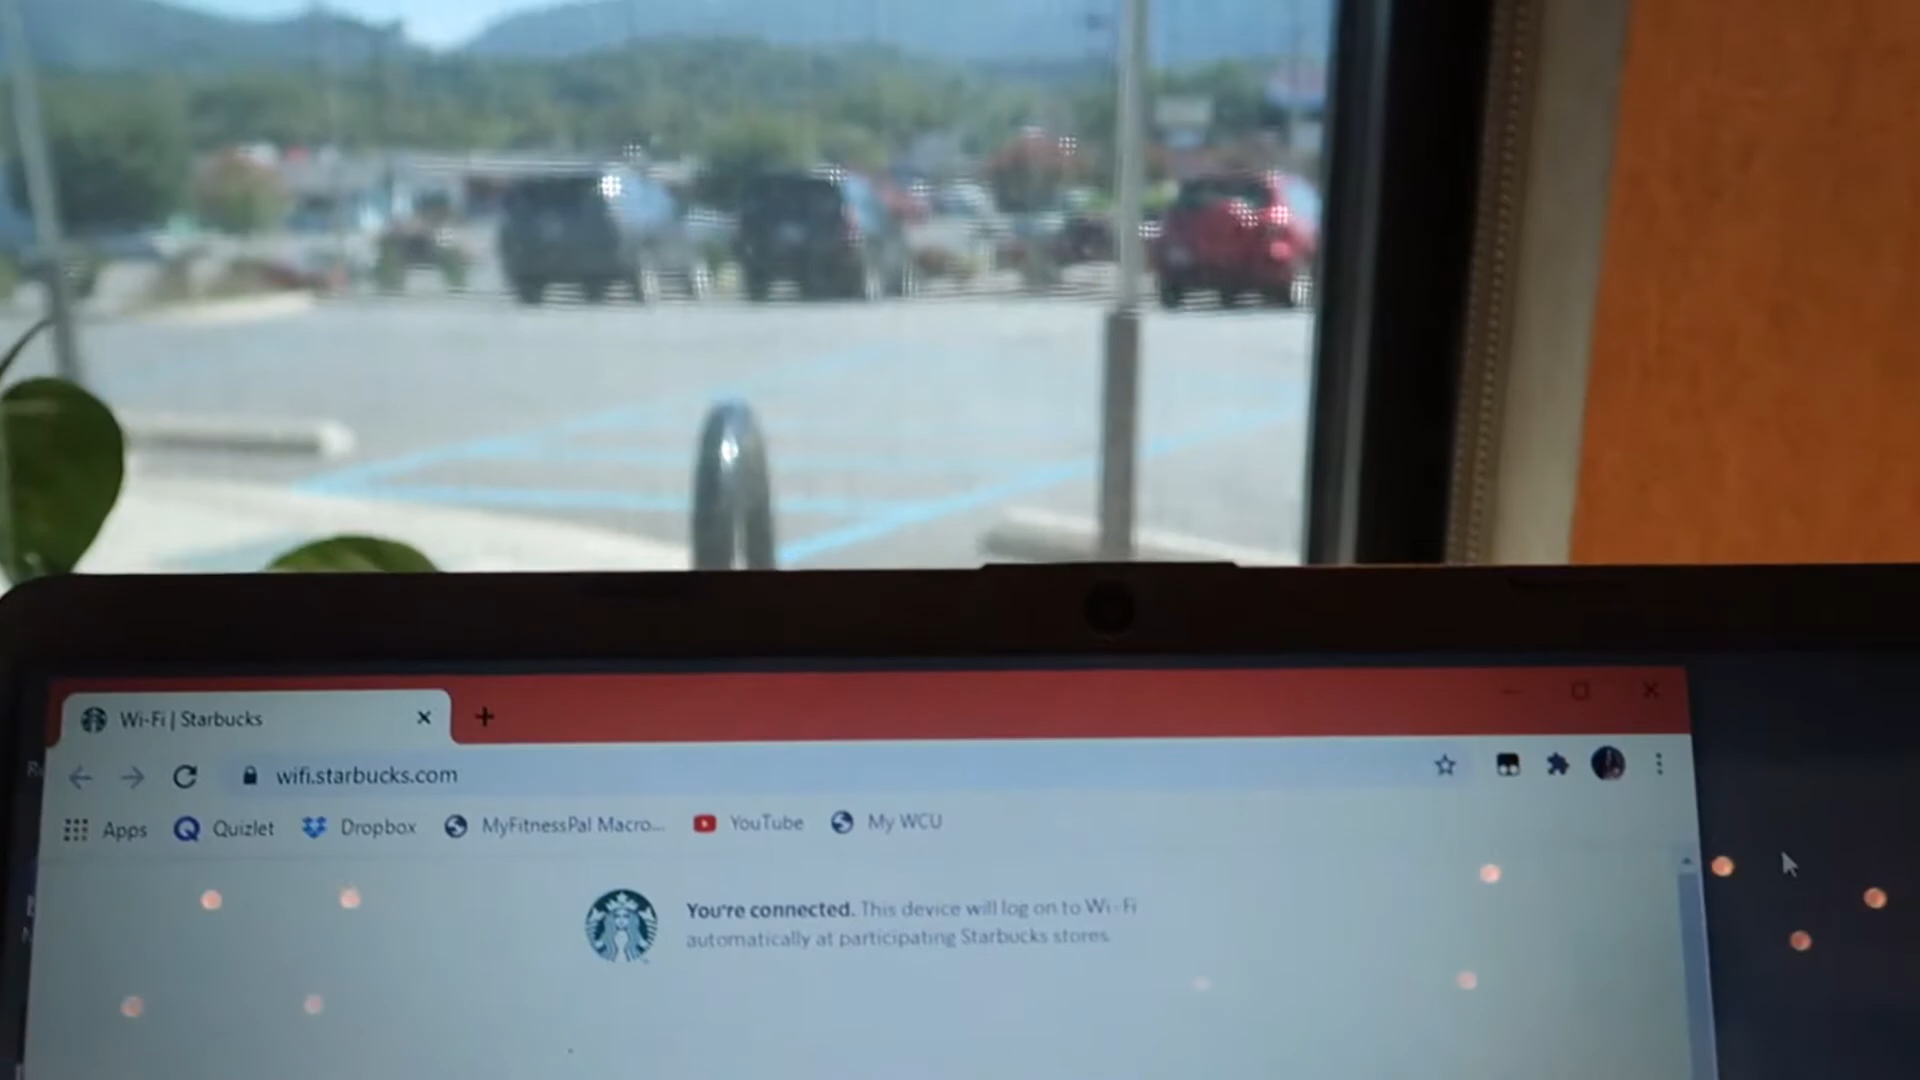 Wi-Fi | Starbucks
wifi.starbucks.com
Apps Quizlet Dropbox MyFitnessPal Macro... YouTube My WCU
You're connected. This device will log on to Wi-Fi
automatically at participating Starbucks stores.